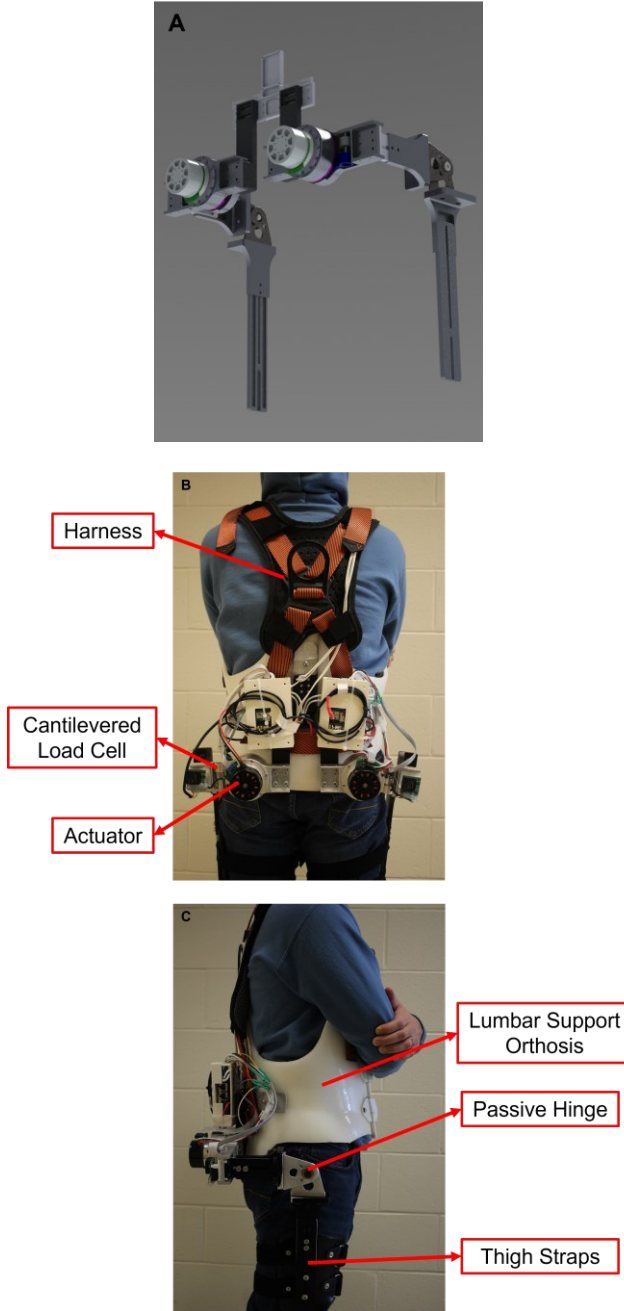 A
B
Harness
Cantilevered
Load Cell
Actuator
C
Lumbar Support
Orthosis
Passive Hinge
Thigh Straps